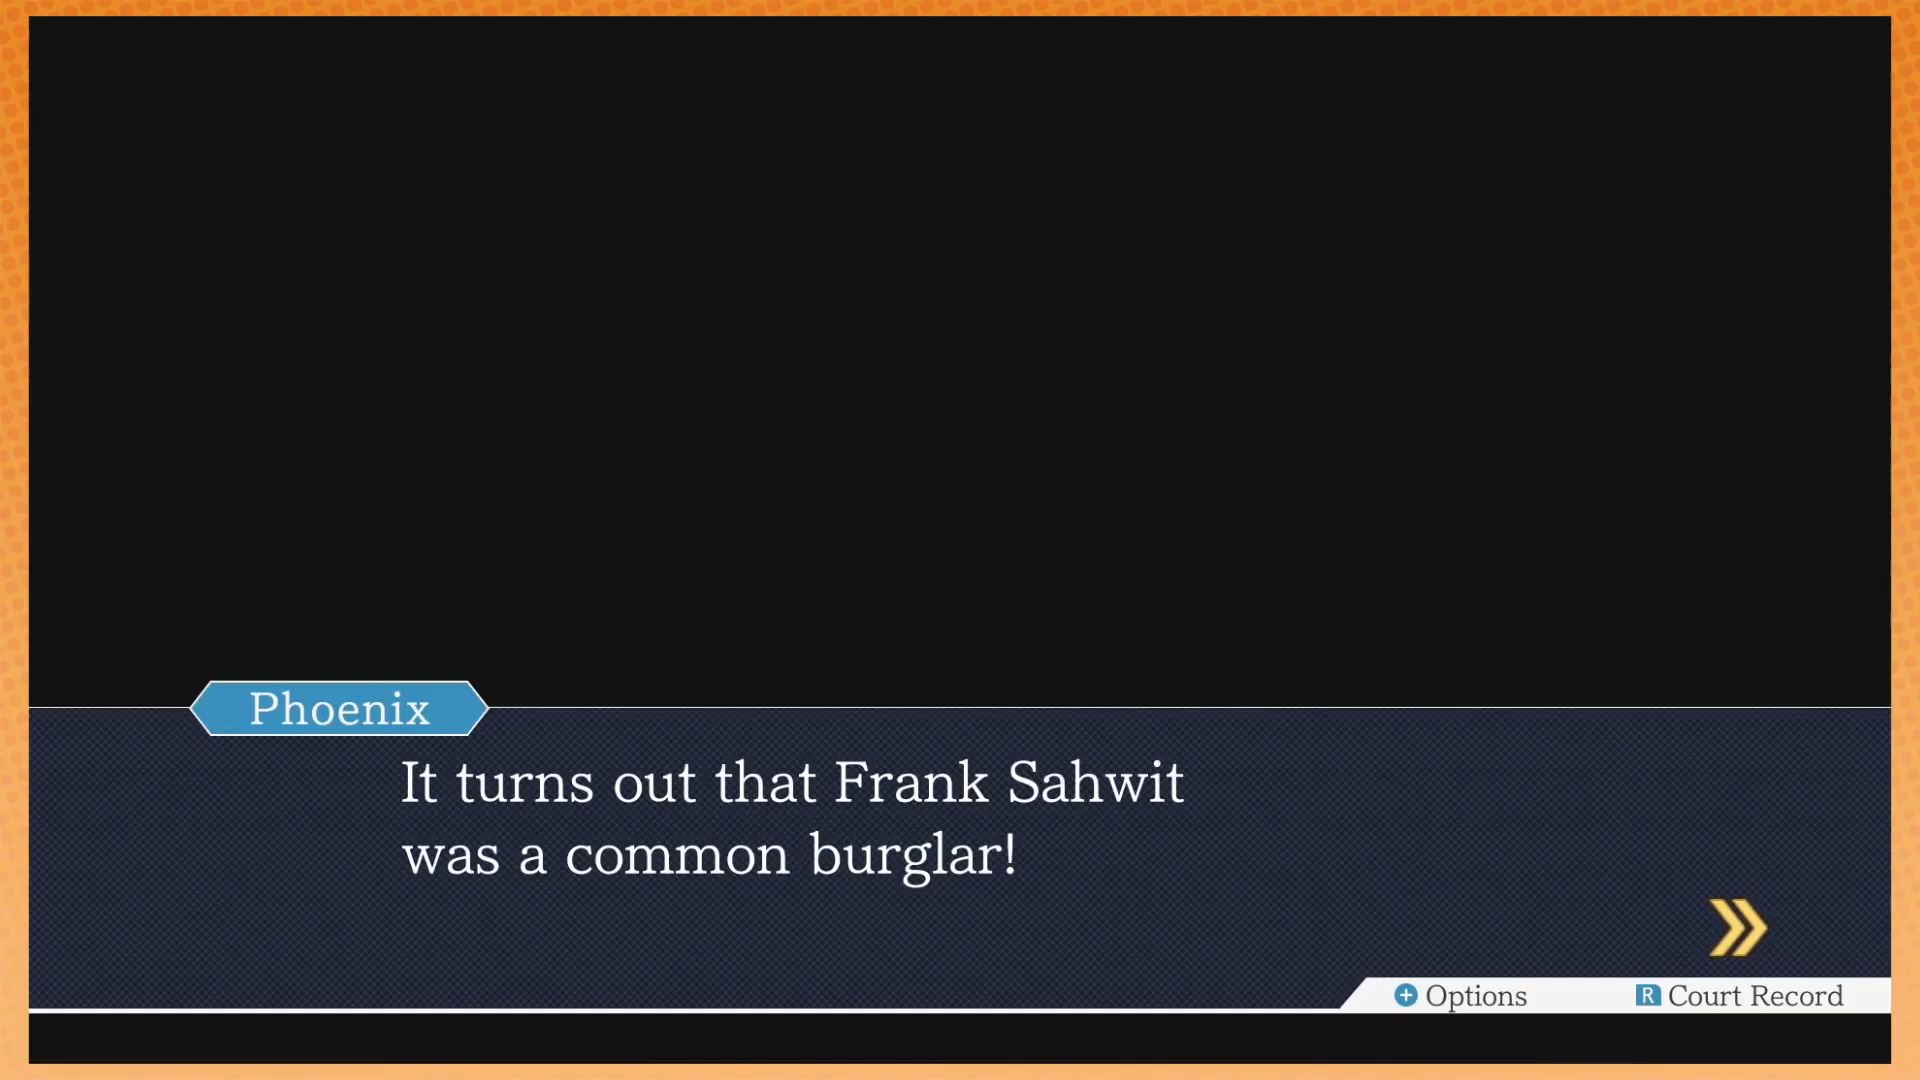 Phoenix
It turns out that Frank Sahwit
was a common burglar!
+ Options
R Court Record